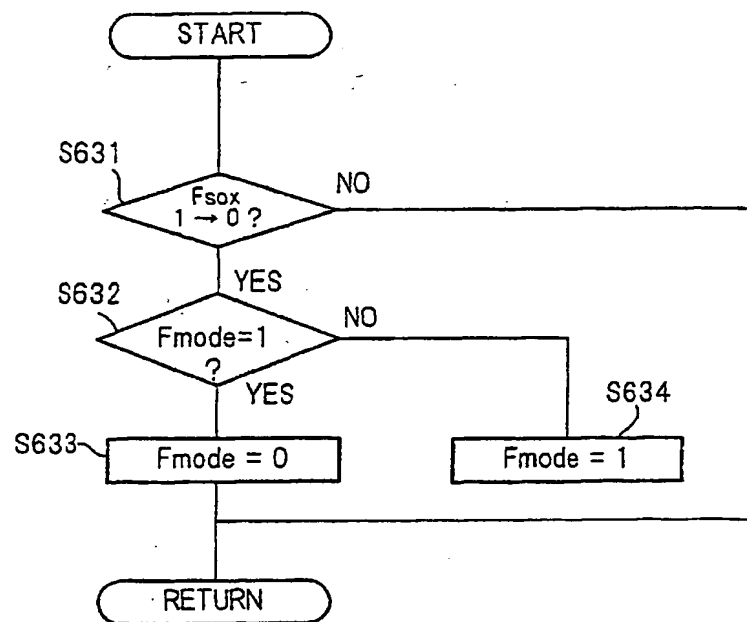 START
S631
Fsox
1 → 0 ?
NO
YES
S632
Fmode=1
?
NO
YES
S633
Fmode = 0
S634
Fmode = 1
RETURN